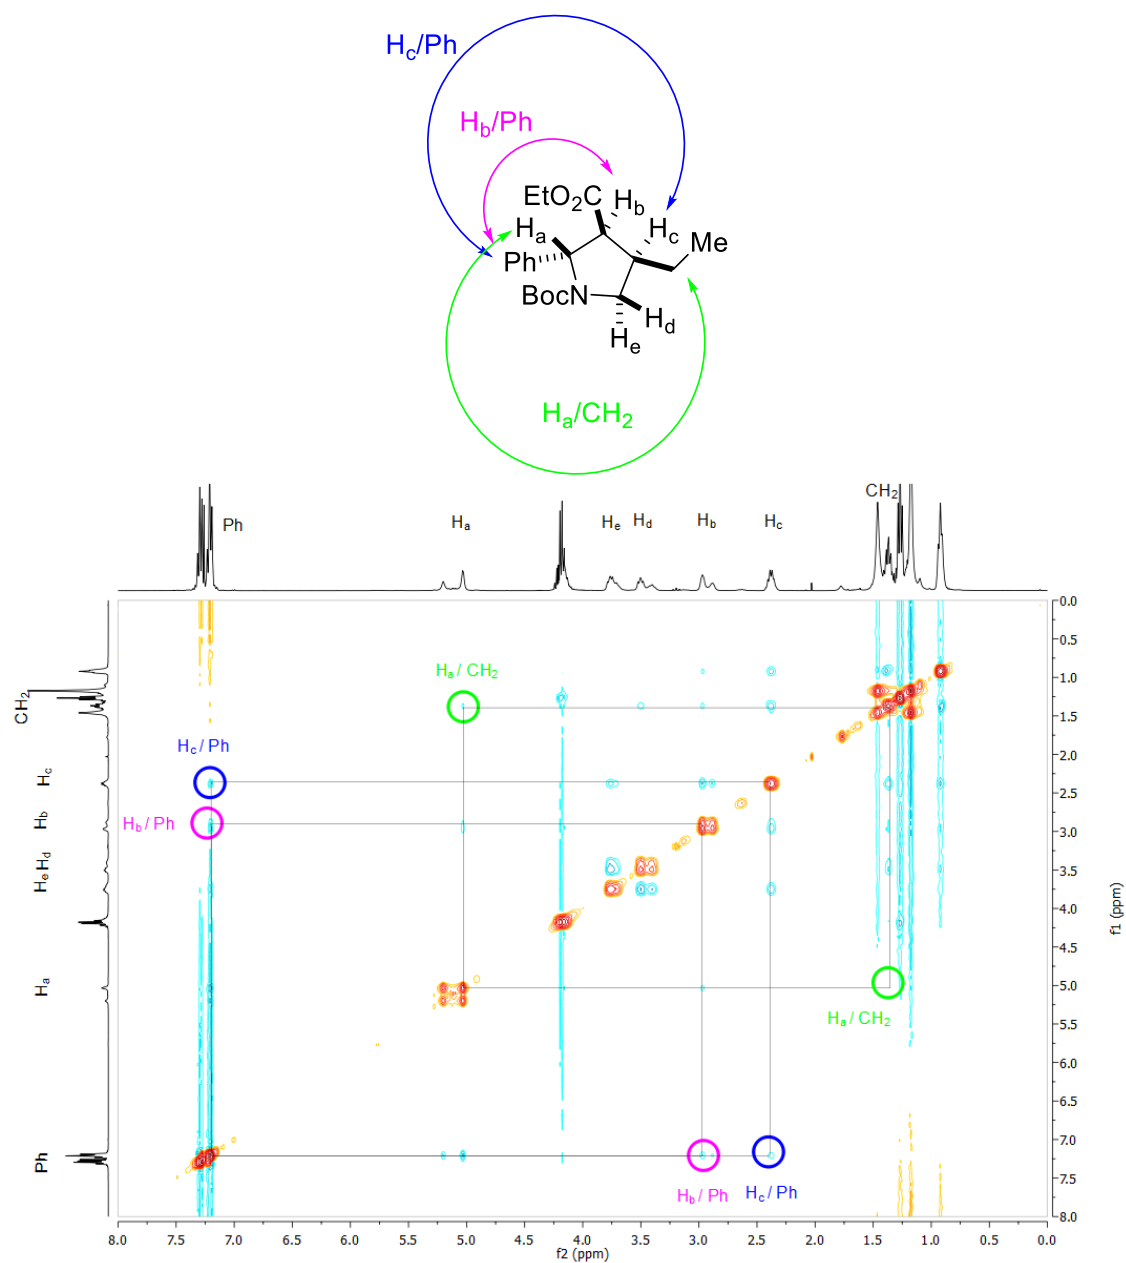 Hc/Ph
Hb/Ph
EtO2C
Hb
Ha
Hc
Me
Ph
BocN
Hd
He
Ha/CH2
CH2
Ph
Ha
He
Hd
Hb
Hc
0.0
0.5
1.0
1.5
2.0
2.5
3.0
3.5
4.0
4.5
5.0
5.5
6.0
6.5
7.0
7.5
8.0
f1 (ppm)
CH2
Hc
Hb
He Hd
Ha
Ph
Ha / CH2
Hc / Ph
Hb / Ph
Ha / CH2
Hb / Ph
Hc / Ph
8.0 7.5 7.0 6.5 6.0 5.5 5.0 4.5 4.0 3.5 3.0 2.5 2.0 1.5 1.0 0.5 0.0
f2 (ppm)